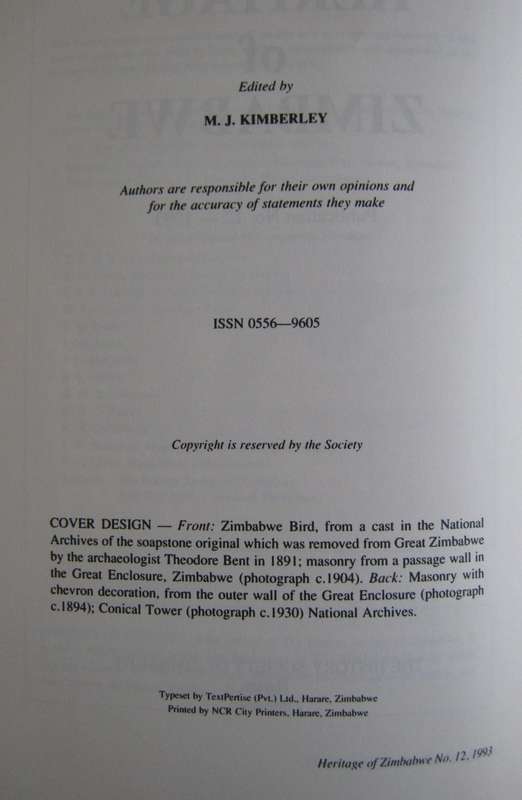 Edited by
M. J. KIMBERLEY
Authors are responsible for their own opinions and
for the accuracy of statements they make
ISSN 0556—9605
Copyright is reserved by the Society
COVER DESIGN — Front: Zimbabwe Bird, from a cast in the National
Archives of the soapstone original which was removed from Great Zimbabwe
by the archaeologist Theodore Bent in 1891; masonry from a passage wall in
the Great Enclosure, Zimbabwe (photograph c.1904). Back: Masonry with
chevron decoration, from the outer wall of the Great Enclosure (photograph
c.1894); Conical Tower (photograph c.1930) National Archives.
Typeset by TextPertise (Pvt.) Ltd., Harare, Zimbabwe
Printed by NCR City Printers, Harare, Zimbabwe
Heritage of Zimbabwe No. 12, 1993